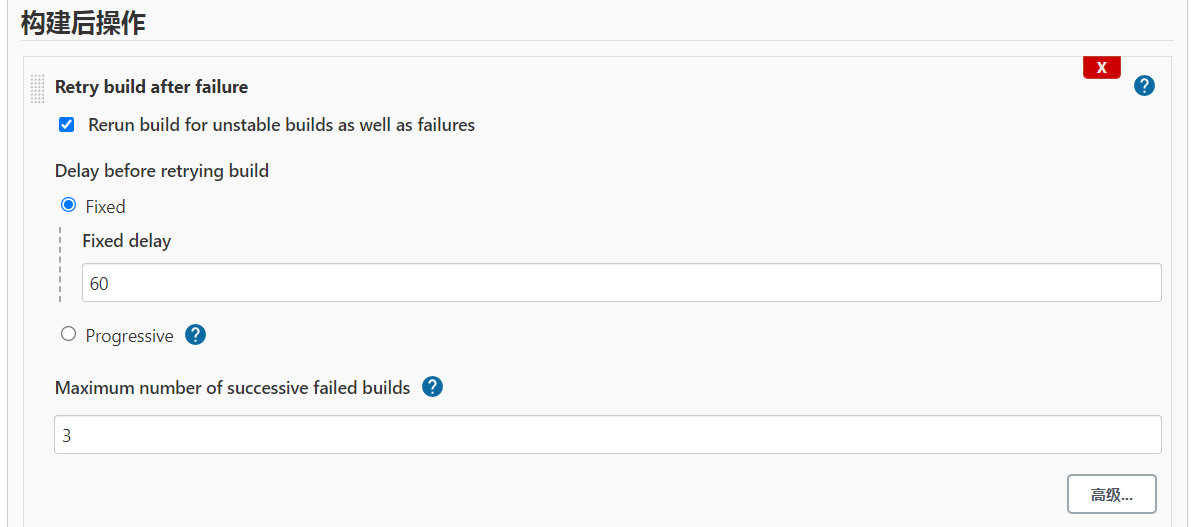 构建后操作
X
Retry build after failure
?
Rerun build for unstable builds as well as failures
Delay before retrying build
Fixed
Fixed delay
60
Progressive ?
Maximum number of successive failed builds ?
3
高级...